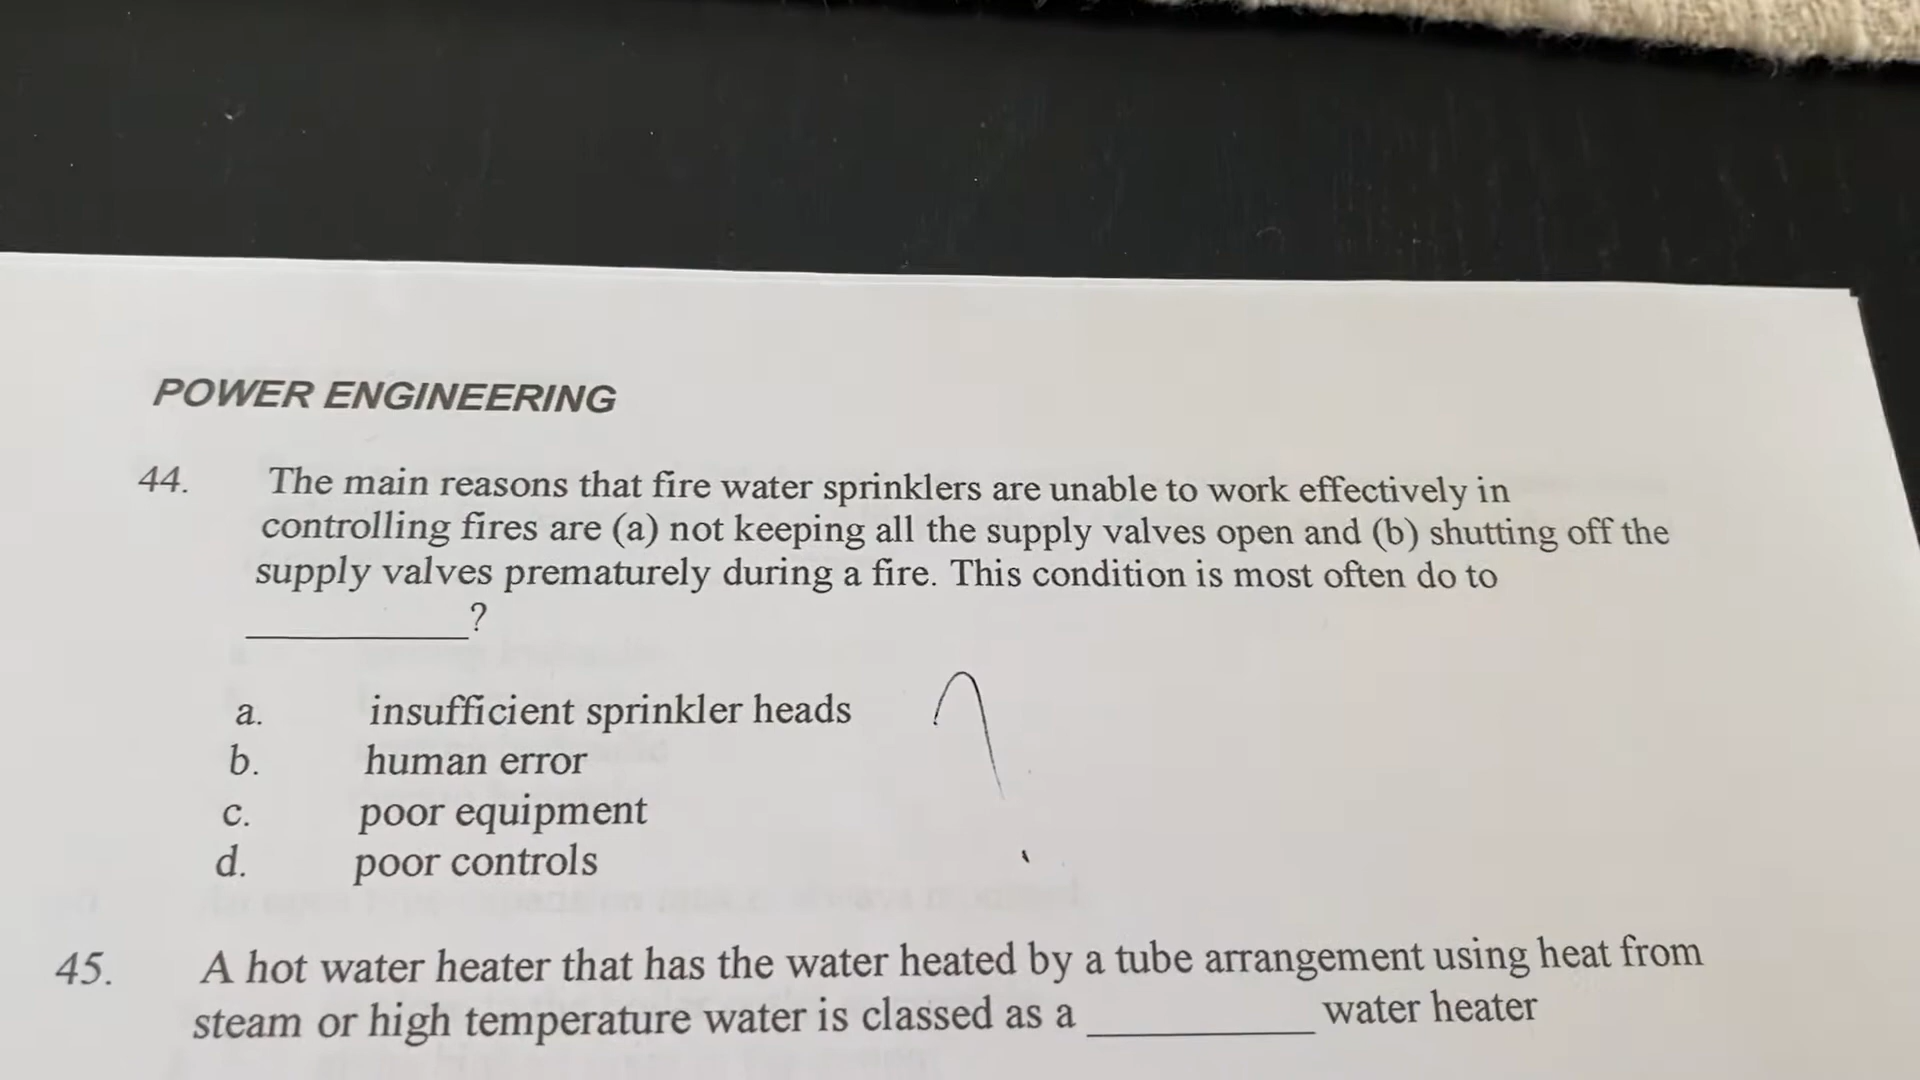 POWER ENGINEERING
44. The main reasons that fire water sprinklers are unable to work effectively in
controlling fires are (a) not keeping all the supply valves open and (b) shutting off the
supply valves prematurely during a fire. This condition is most often do to
__________?
a. insufficient sprinkler heads
b. human error
c. poor equipment
d. poor controls
45. A hot water heater that has the water heated by a tube arrangement using heat from
steam or high temperature water is classed as a __________ water heater